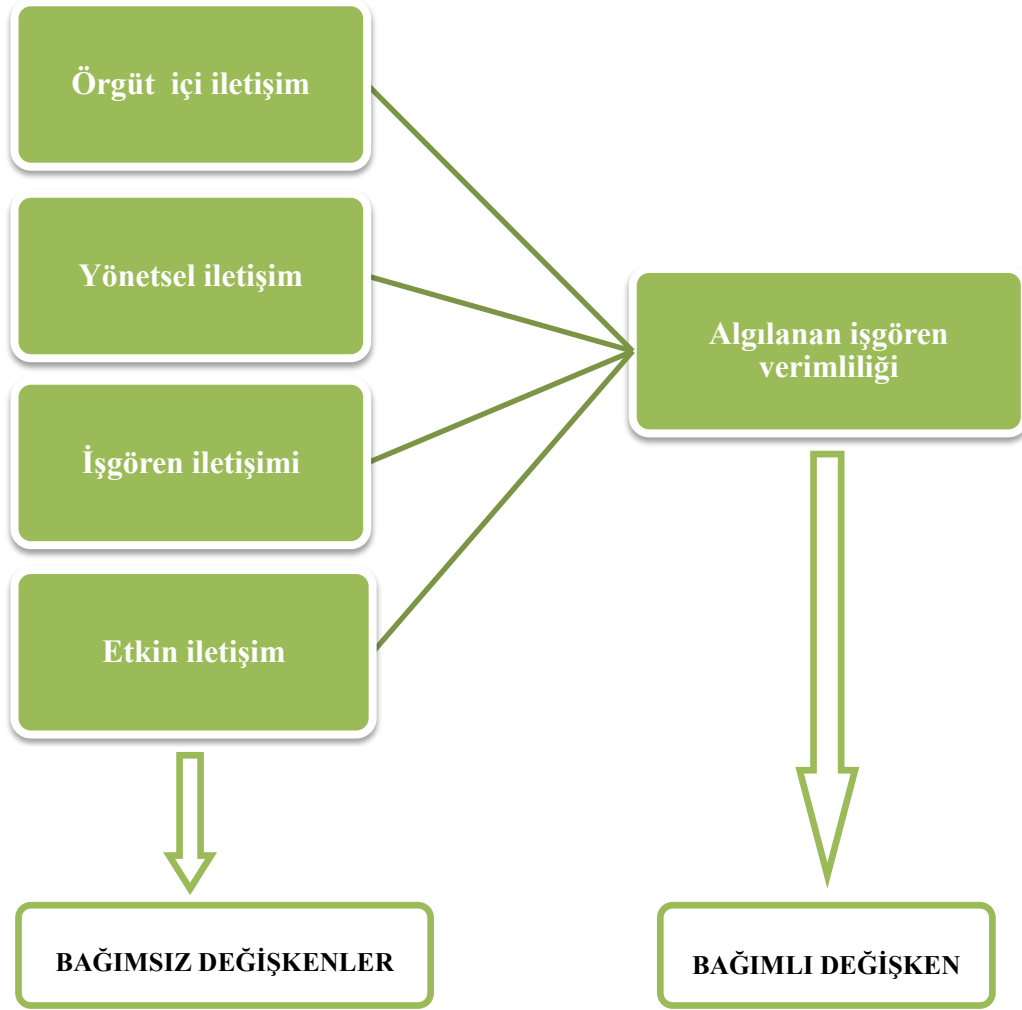 Örgüt içi iletişim
Yönetsel iletişim
İşgören iletişimi
Etkin iletişim
Algılanan işgören
verimliliği
BAĞIMSIZ DEĞİŞKENLER
BAĞIMLI DEĞİŞKEN